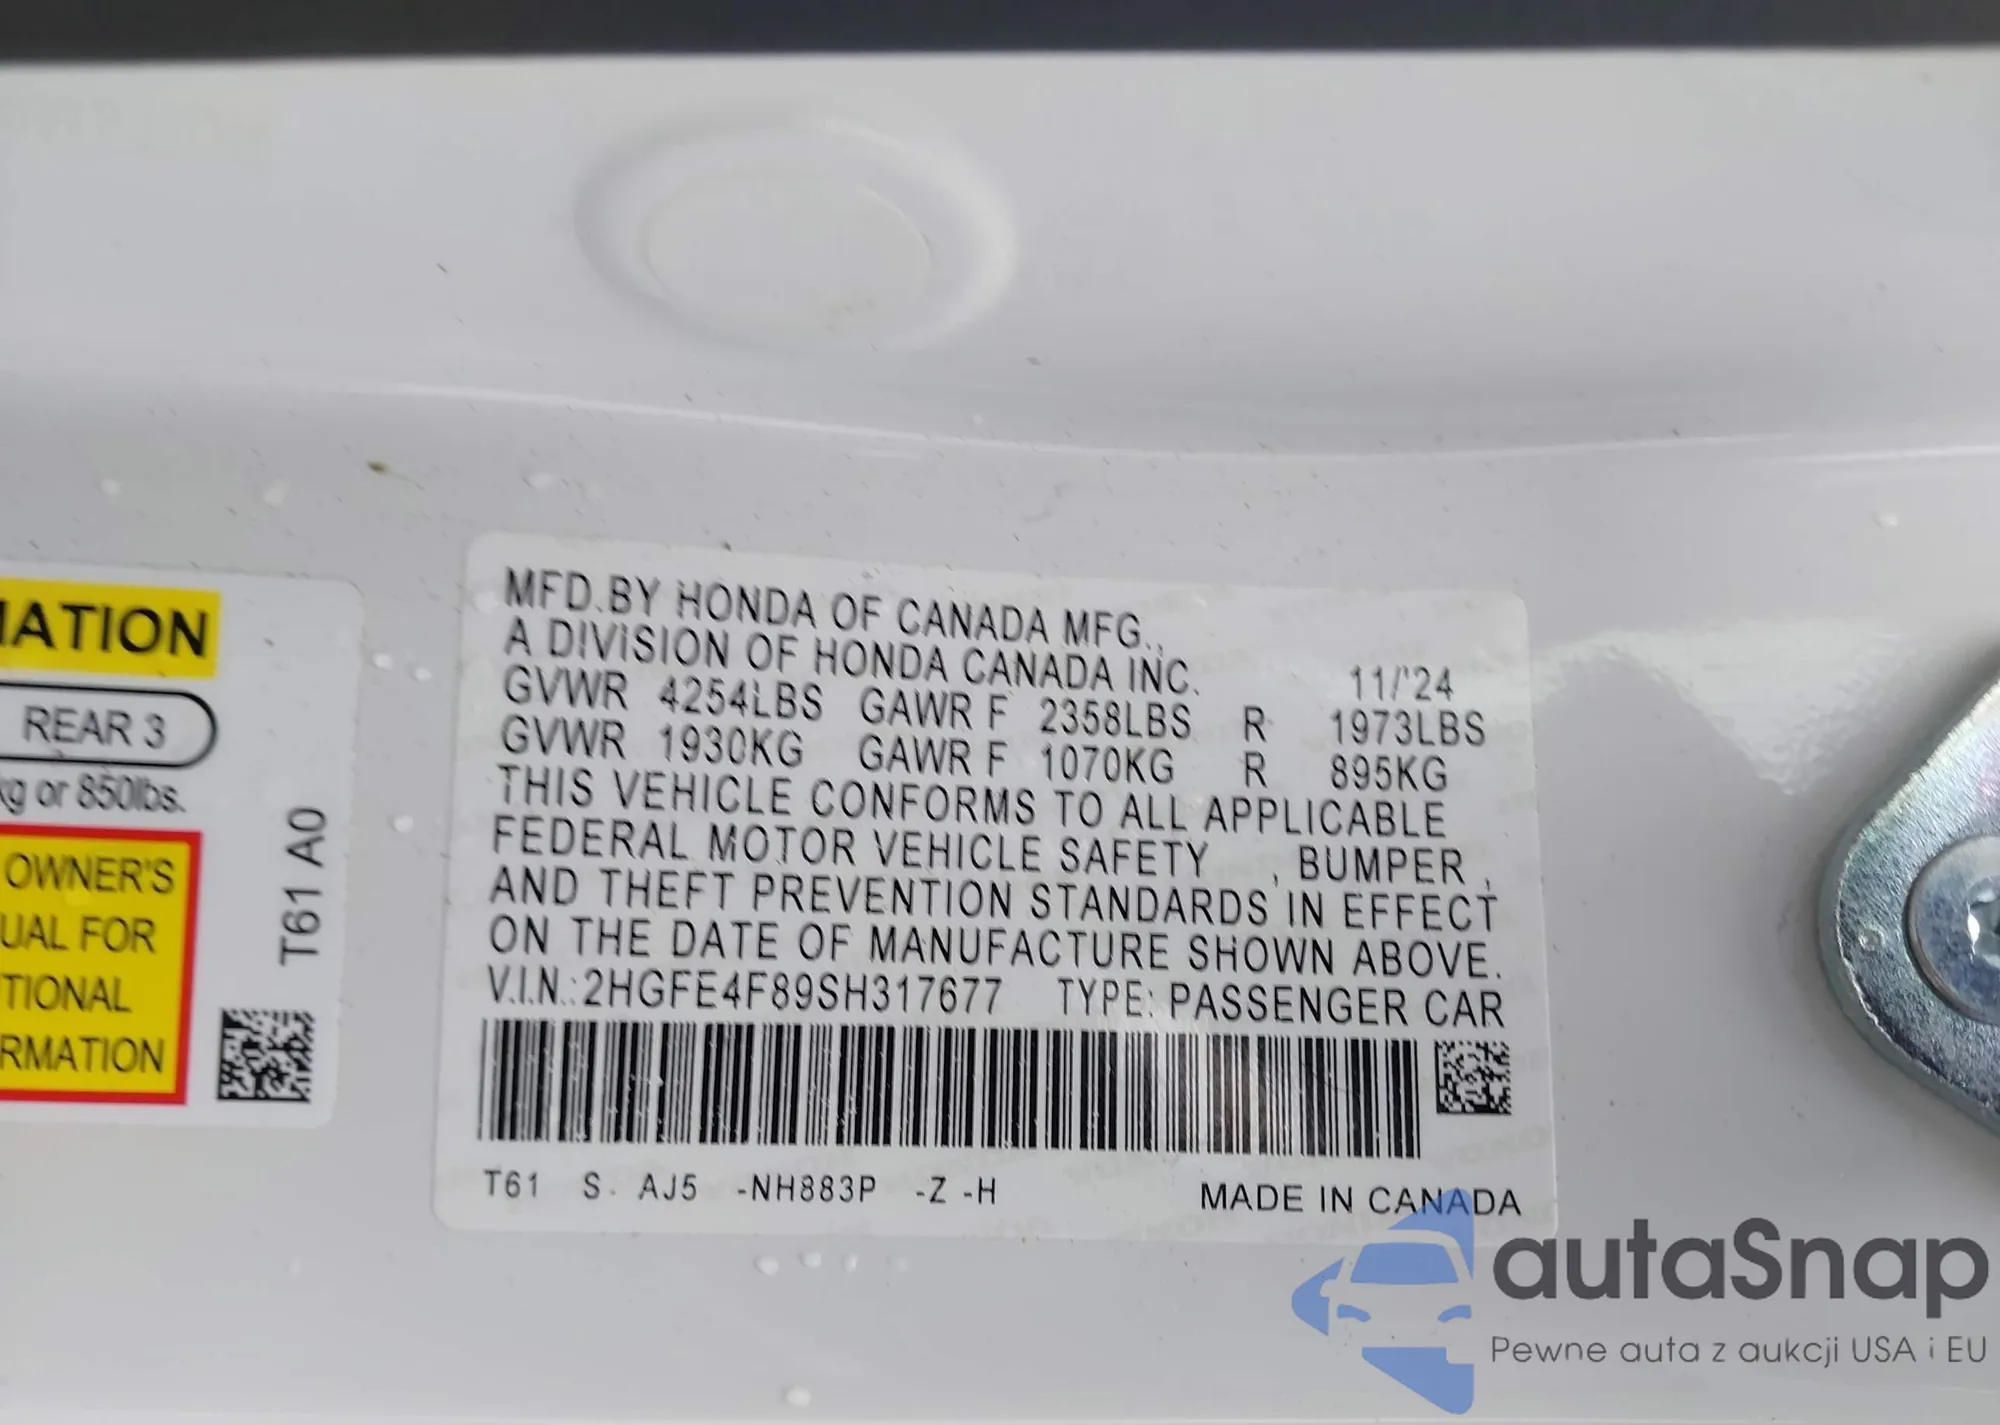 MATION
REAR 3
kg or 850lbs.
OWNER'S
UAL FOR
TIONAL
RMATION
T61 A0
MFD.BY HONDA OF CANADA MFG.,
A DIVISION OF HONDA CANADA INC. 11/'24
GVWR 4254LBS GAWR F 2358LBS R 1973LBS
GVWR 1930KG GAWR F 1070KG R 895KG
THIS VEHICLE CONFORMS TO ALL APPLICABLE
FEDERAL MOTOR VEHICLE SAFETY , BUMPER ,
AND THEFT PREVENTION STANDARDS IN EFFECT
ON THE DATE OF MANUFACTURE SHOWN ABOVE.
V.I.N.:2HGFE4F89SH317677 TYPE: PASSENGER CAR
T61 S AJ5 -NH883P -Z -H MADE IN CANADA
autaSnap
Pewne auta z aukcji USA i EU